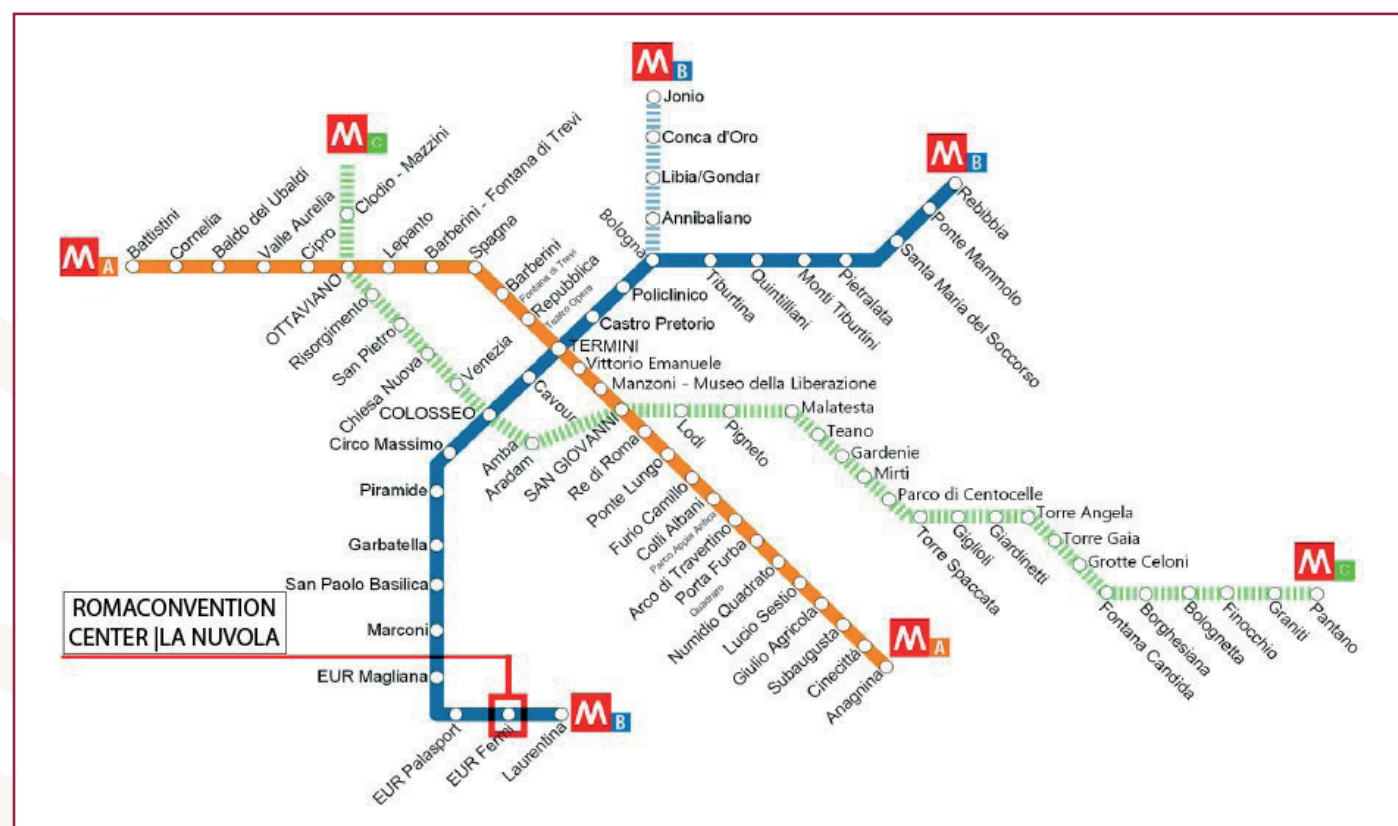 M B
Jonio
Conca d'Oro
Libia/Gondar
Annibaliano
M C
Clodio - Mazzini
M B
Rebibbia
Ponte Mammolo
Santa Maria del Soccorso
M A
Battistini
Cornelia
Baldo del Ubaldi
Valle Aurelia
Cipro
OTTAVIANO
Lepanto
Barberini - Fontana di Trevi
Spagna
Barberini
Fontana di Trevi
Repubblica
Teatro Opera
Bologna
Tiburtina
Quintilliani
Monti Tiburtini
Pietralata
Policlinico
Castro Pretorio
TERMINI
Risorgimento
San Pietro
Chiesa Nuova
Venezia
COLOSSEO
Cavour
Vittorio Emanuele
Manzoni - Museo della Liberazione
Circo Massimo
Amba
Aradam
SAN GIOVANNI
Lodi
Pigneto
Malatesta
Teano
Gardenie
Mirti
Parco di Centocelle
Torre Spaccata
Giglioli
Giardinetti
Torre Angela
Torre Gaia
Grotte Celoni
Fontana Candida
Borghesiana
Bolognetta
Finocchio
Graniti
Pantano
M C
Re di Roma
Ponte Lungo
Furio Camillo
Colli Albani
Parco Appia Antica
Arco di Travertino
Porta Furba
Quadraro
Numidio Quadrato
Lucio Sestio
Giulio Agricola
Subaugusta
Cinecittà
Anagnina
M A
Piramide
Garbatella
San Paolo Basilica
Marconi
EUR Magliana
ROMACONVENTION
CENTER |LA NUVOLA
EUR Palasport
EUR Fermi
Laurentina
M B